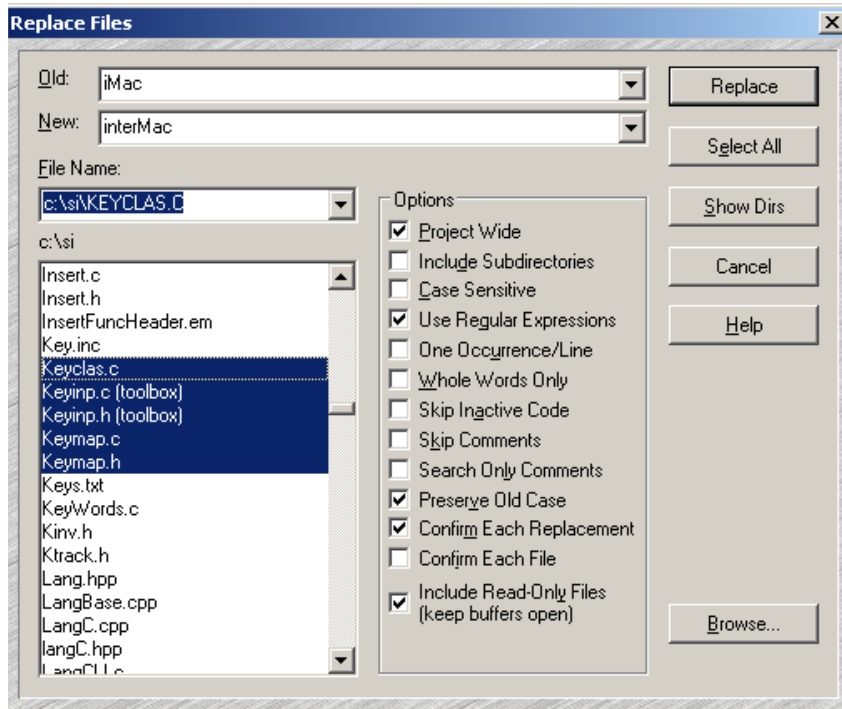 Replace Files
Old: iMac
New: interMac
File Name:
c:\si\KEYCLAS.C
c:\si
Insert.c
Insert.h
InsertFuncHeader.em
Key.inc
Keyclas.c
Keyinp.c (toolbox)
Keyinp.h (toolbox)
Keymap.c
Keymap.h
Keys.txt
KeyWords.c
Kinv.h
Ktrack.h
Lang.hpp
LangBase.cpp
LangC.cpp
langC.hpp
Options
Project Wide
Include Subdirectories
Case Sensitive
Use Regular Expressions
One Occurrence/Line
Whole Words Only
Skip Inactive Code
Skip Comments
Search Only Comments
Preserve Old Case
Confirm Each Replacement
Confirm Each File
Include Read-Only Files
(keep buffers open)
Replace
Select All
Show Dirs
Cancel
Help
Browse...